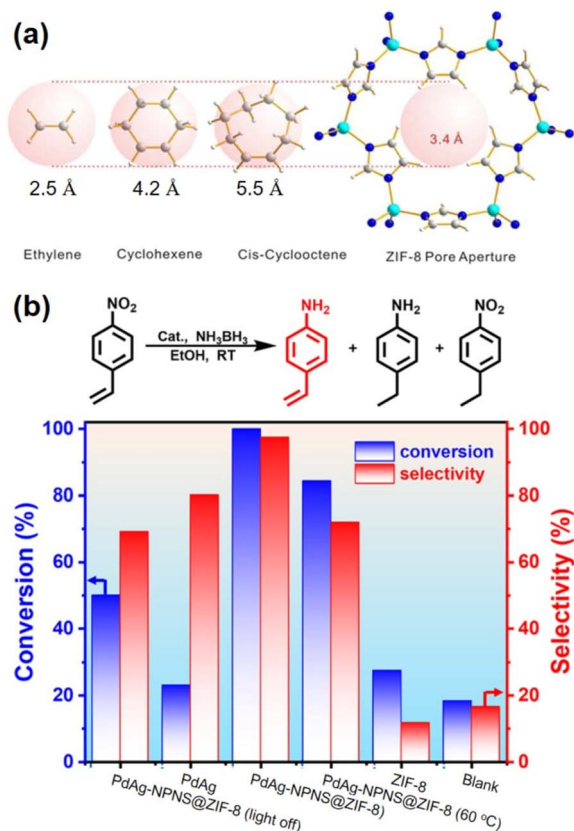 (a)
3.4 Å
2.5 Å
4.2 Å
5.5 Å
Ethylene
Cyclohexene
Cis-Cyclooctene
ZIF-8 Pore Aperture
(b)
NO2
Cat., NH3BH3
EtOH, RT
NH2
+
NH2
+
NO2
conversion
selectivity
Conversion (%)
100
80
60
40
20
0
Selectivity (%)
100
80
60
40
20
0
PdAg-NPNS@ZIF-8 (light off)
PdAg
PdAg-NPNS@ZIF-8)
PdAg-NPNS@ZIF-8 (60 °C)
ZIF-8
Blank